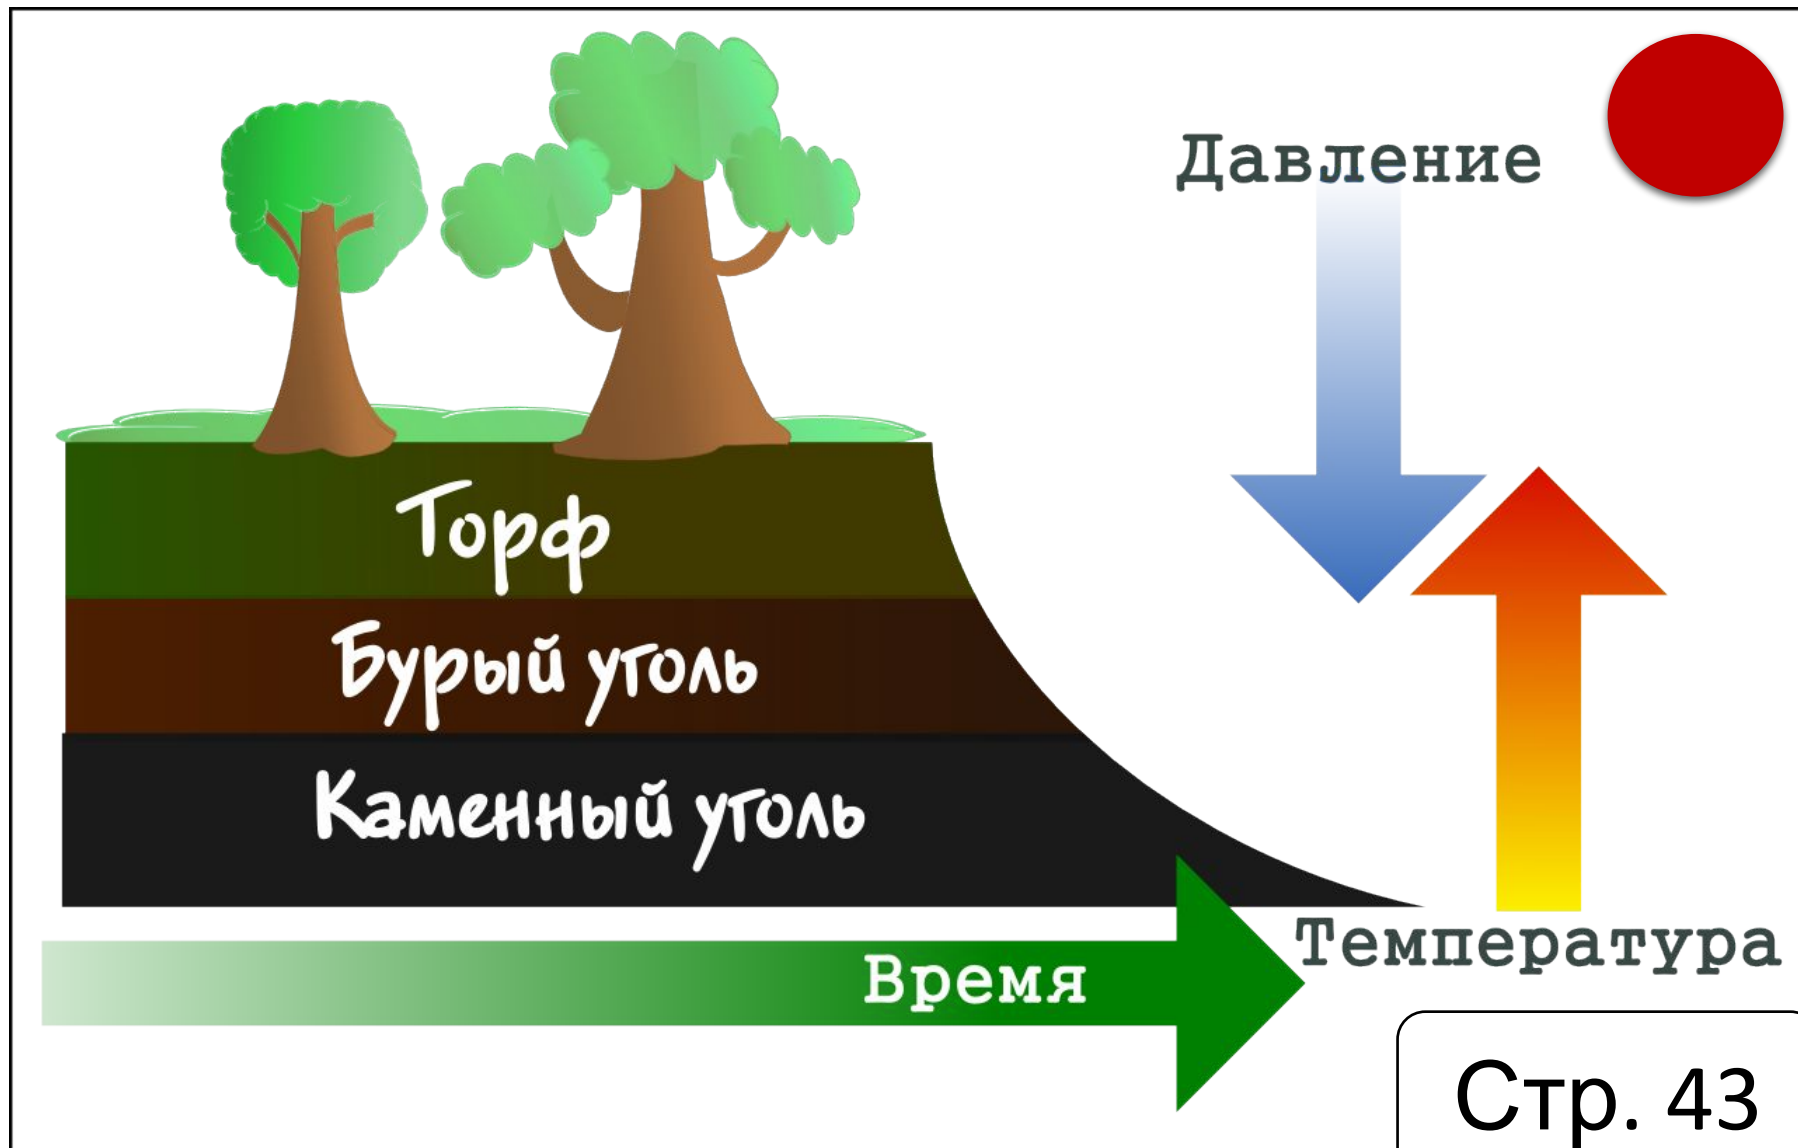 Давление
Торф
Бурый уголь
Каменный уголь
Температура
Время
Стр. 43